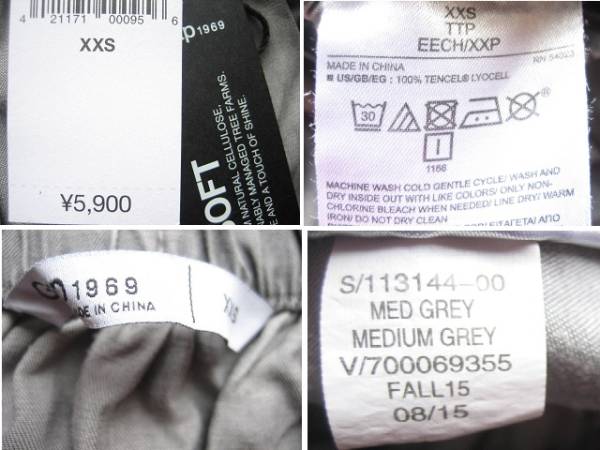 4 21171 00095 6
XXS
¥5,900
1969
SOFT
NATURAL CELLULOSE,
MANAGED TREE FARMS.
AND A TOUCH OF SHINE.
XXS
TTP
EECH/XXP
MADE IN CHINA
RN 54023
■ US/GB/EG : 100% TENCEL® LYOCELL
30
1166
MACHINE WASH COLD GENTLE CYCLE/ WASH AND
DRY INSIDE OUT WITH LIKE COLORS/ ONLY NON-
CHLORINE BLEACH WHEN NEEDED/ LINE DRY/ WARM
IRON/ DO NOT DRY CLEAN
1969
IN CHINA
S/113144-00
MED GREY
MEDIUM GREY
V/700069355
FALL15
08/15